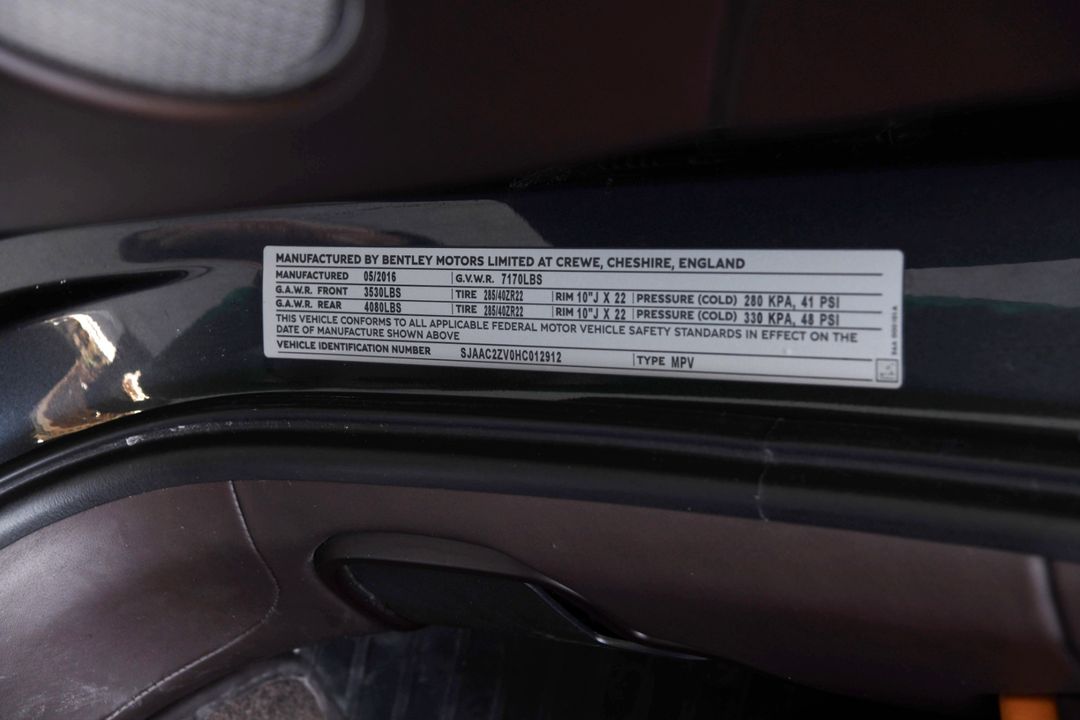 MANUFACTURED BY BENTLEY MOTORS LIMITED AT CREWE, CHESHIRE, ENGLAND
MANUFACTURED 05/2016 G.V.W.R. 7170LBS
G.A.W.R. FRONT 3530LBS TIRE 285/40ZR22 RIM 10"J X 22 PRESSURE (COLD) 280 KPA, 41 PSI
G.A.W.R. REAR 4080LBS TIRE 285/40ZR22 RIM 10"J X 22 PRESSURE (COLD) 330 KPA, 48 PSI
THIS VEHICLE CONFORMS TO ALL APPLICABLE FEDERAL MOTOR VEHICLE SAFETY STANDARDS IN EFFECT ON THE
DATE OF MANUFACTURE SHOWN ABOVE
VEHICLE IDENTIFICATION NUMBER SJAAC2ZV0HC012912 TYPE MPV